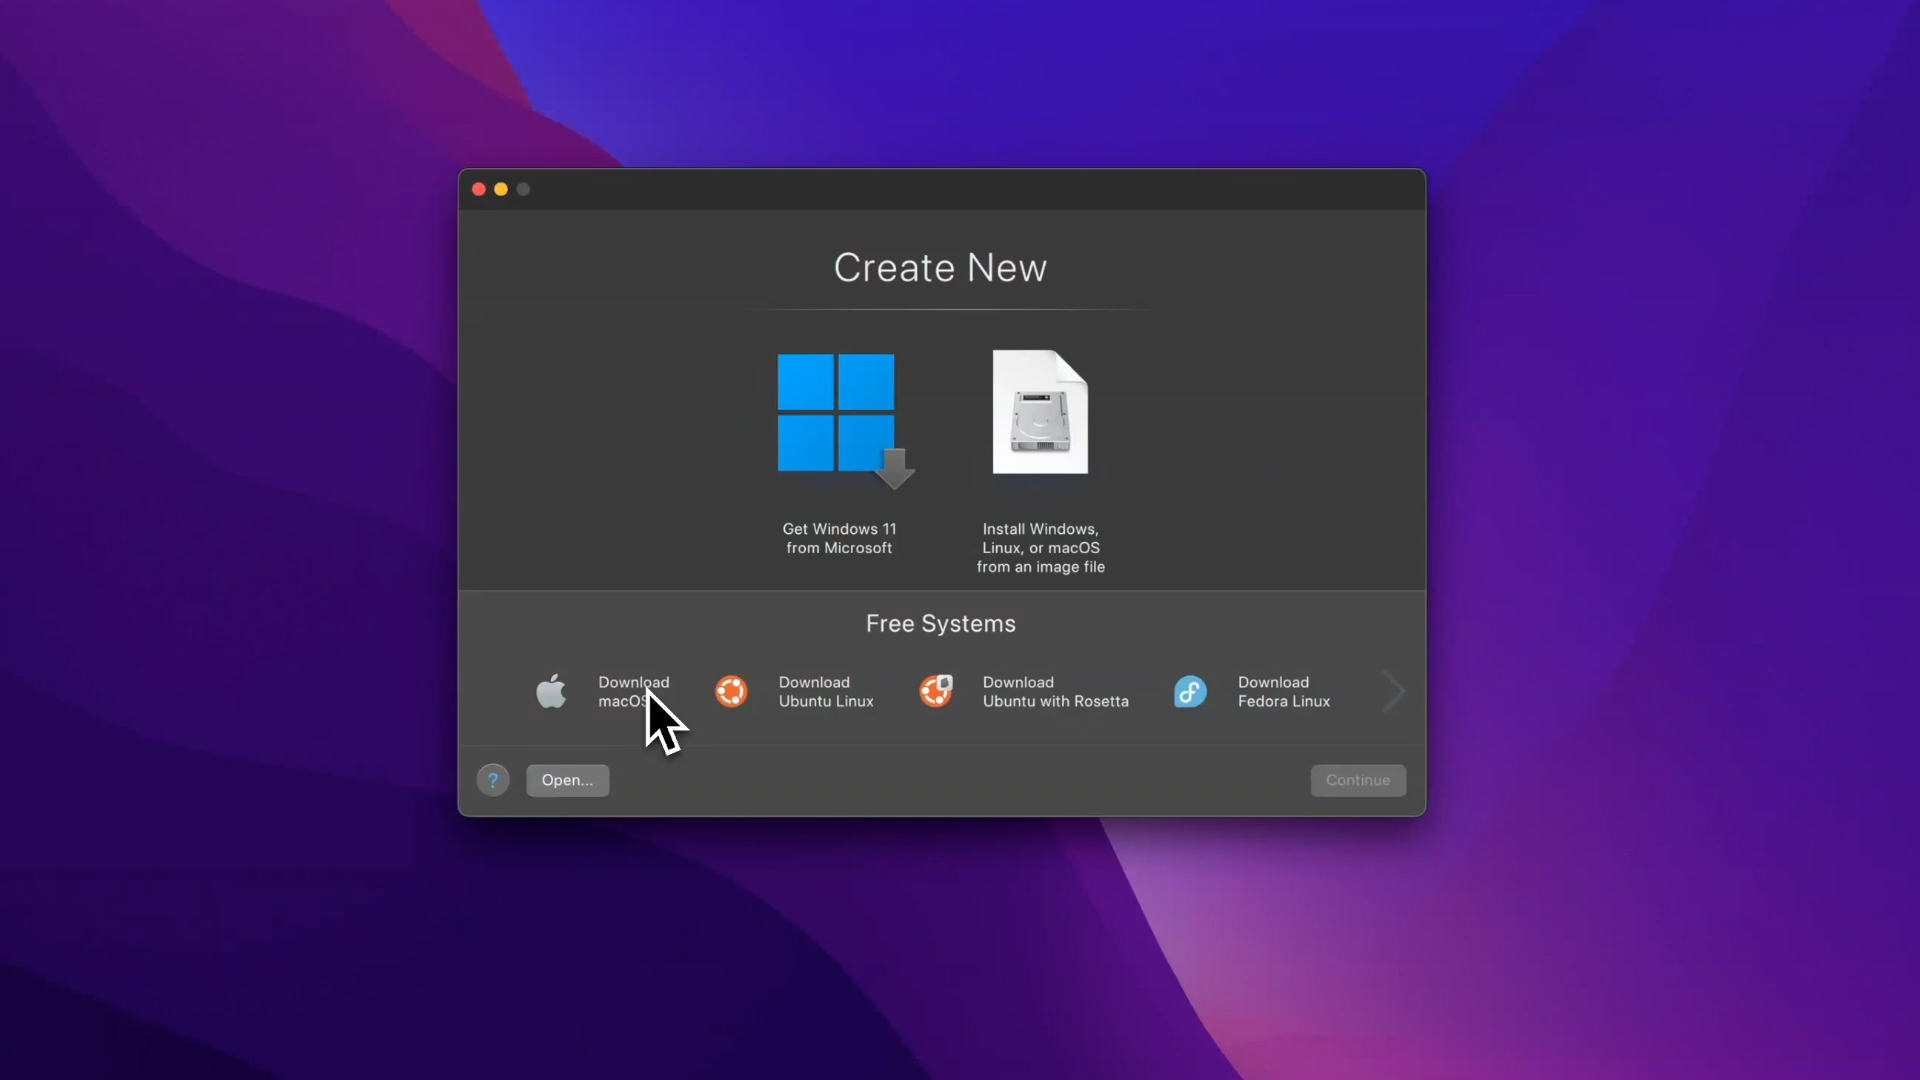 Create New
Get Windows 11
from Microsoft
Install Windows,
Linux, or macOS
from an image file
Free Systems
Download
macOS
Download
Ubuntu Linux
Download
Ubuntu with Rosetta
Download
Fedora Linux
?
Open...
Continue